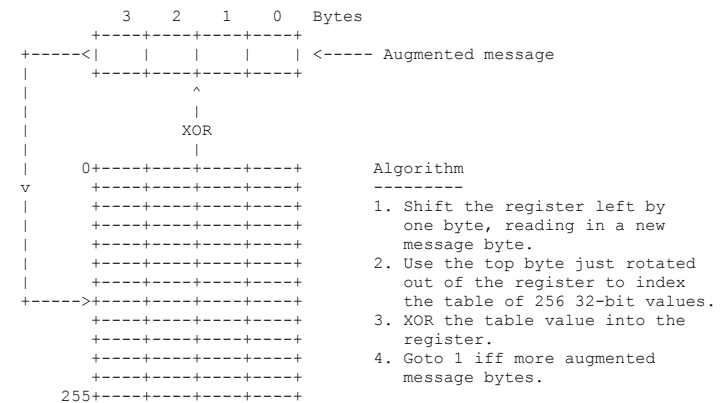 3 2 1 0 Bytes
+----+----+----+----+
+-----<| | | | | <----- Augmented message
| +----+----+----+----+
| ^
| |
| XOR
| |
| 0+----+----+----+----+ Algorithm
v +----+----+----+----+ ---------
| +----+----+----+----+ 1. Shift the register left by
| +----+----+----+----+ one byte, reading in a new
| +----+----+----+----+ message byte.
| +----+----+----+----+ 2. Use the top byte just rotated
| +----+----+----+----+ out of the register to index
+----->+----+----+----+----+ the table of 256 32-bit values.
+----+----+----+----+ 3. XOR the table value into the
+----+----+----+----+ register.
+----+----+----+----+ 4. Goto 1 iff more augmented
+----+----+----+----+ message bytes.
255+----+----+----+----+